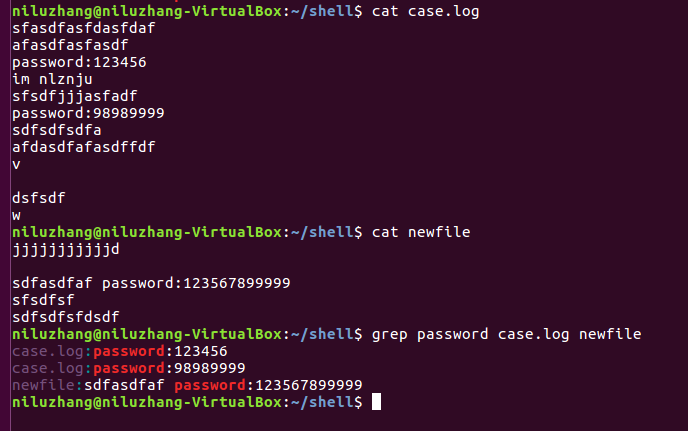 niluzhang@niluzhang-VirtualBox:~/shell$ cat case.log
sfasdfasfdasfdaf
afasdfasfasdf
password:123456
im nlznju
sfsdfjjjasfadf
password:98989999
sdfsdfsdfa
afdasdfafasdffdf
v

dsfsdf
w
niluzhang@niluzhang-VirtualBox:~/shell$ cat newfile
jjjjjjjjjjjd

sdfasdfaf password:123567899999
sfsdfsf
sdfsdfsfdsdf
niluzhang@niluzhang-VirtualBox:~/shell$ grep password case.log newfile
case.log:password:123456
case.log:password:98989999
newfile:sdfasdfaf password:123567899999
niluzhang@niluzhang-VirtualBox:~/shell$